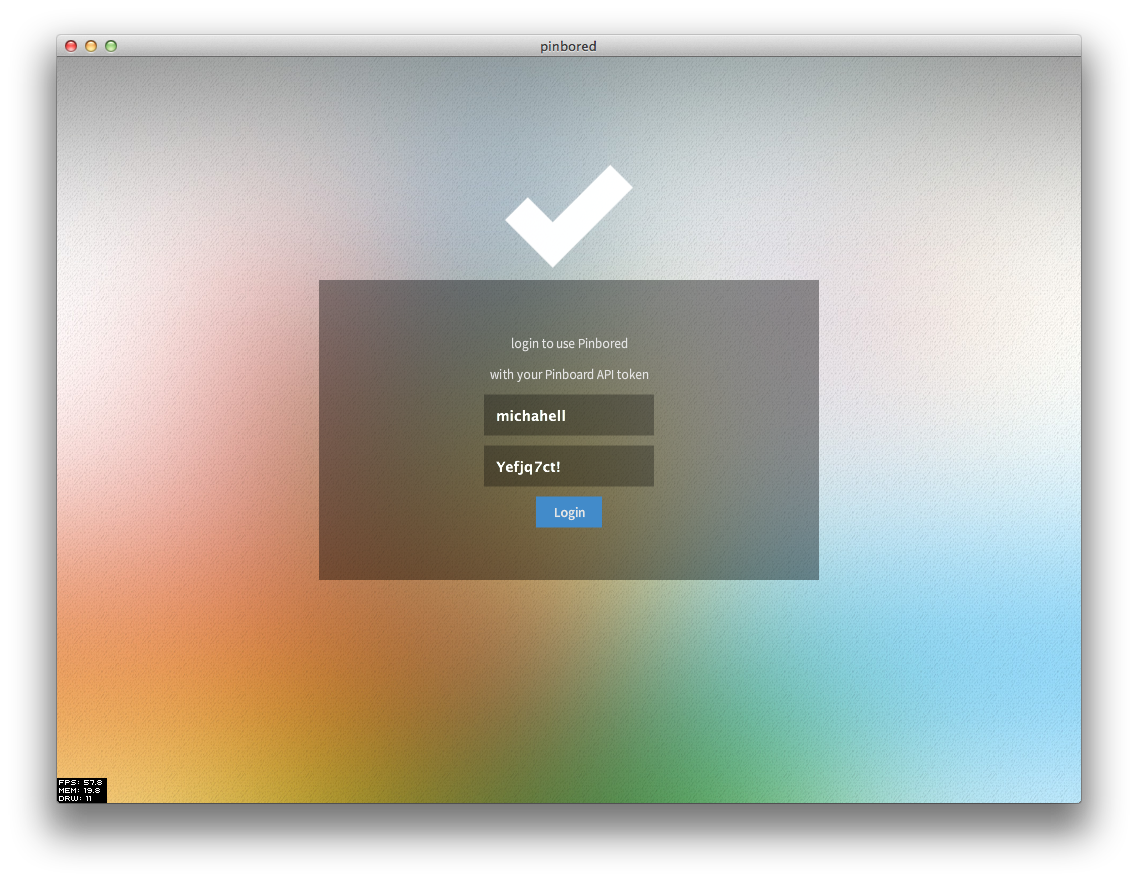 pinbored
login to use Pinbored
with your Pinboard API token
michahell
Yefjq7ct!
Login
FPS: 57.8
MEM: 19.8
DRW: 11